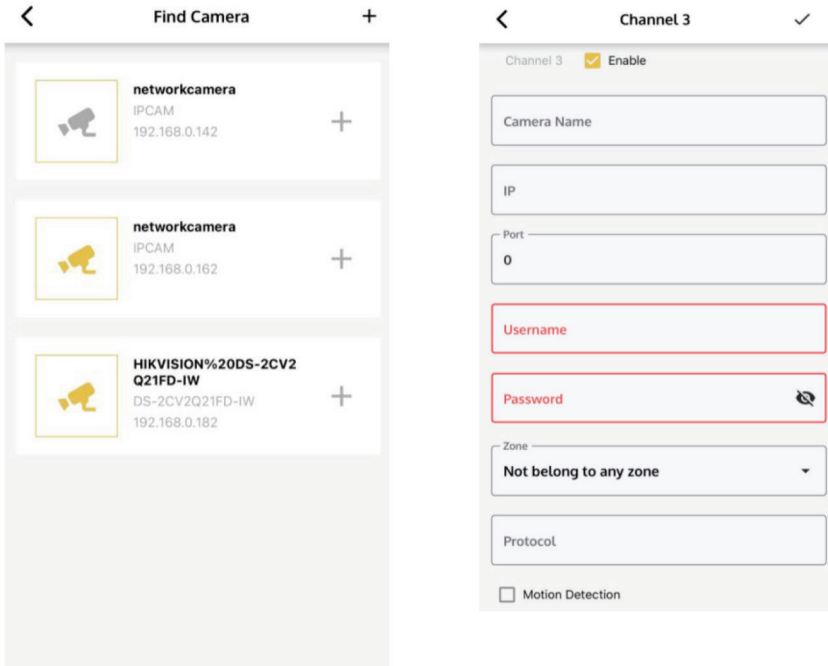 Find Camera
networkcamera
IPCAM
192.168.0.142
networkcamera
IPCAM
192.168.0.162
HIKVISION%20DS-2CV2
Q21FD-IW
DS-2CV2Q21FD-IW
192.168.0.182
Channel 3
Channel 3 Enable
Camera Name
IP
Port
0
Username
Password
Zone
Not belong to any zone
Protocol
Motion Detection